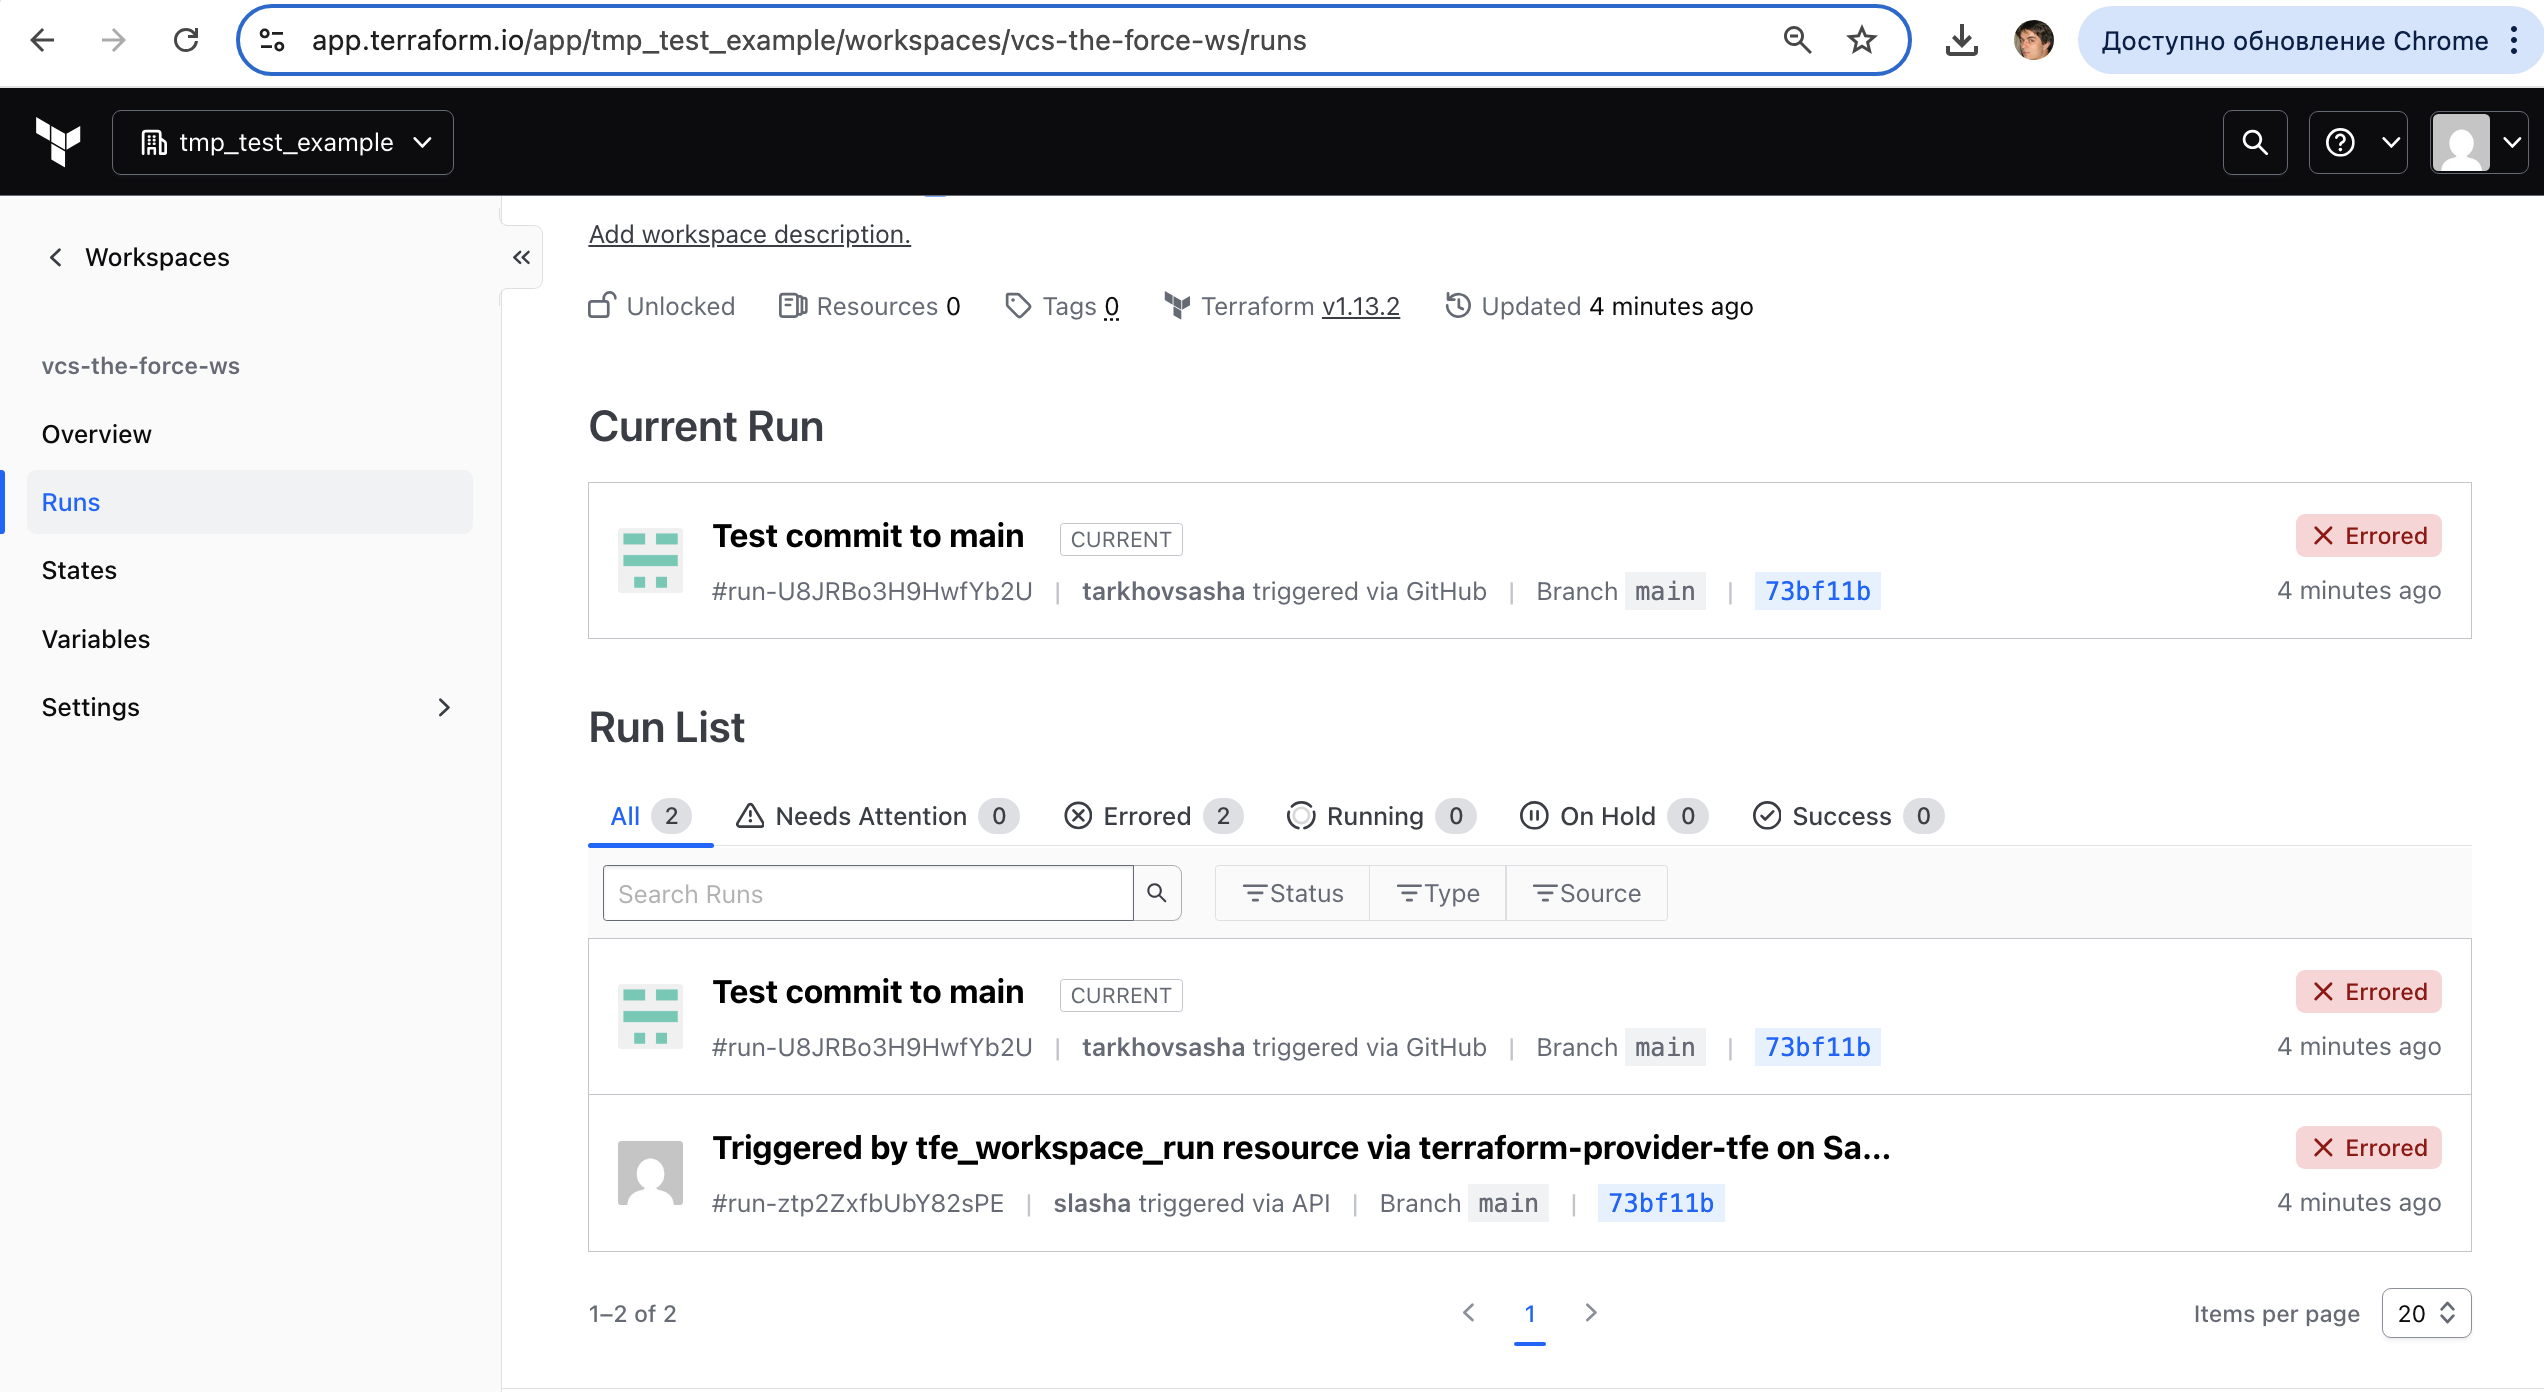 app.terraform.io/app/tmp_test_example/workspaces/vcs-the-force-ws/runs
Доступно обновление Chrome
tmp_test_example
Workspaces
vcs-the-force-ws
Overview
Runs
States
Variables
Settings
Add workspace description.
Unlocked Resources 0 Tags 0 Terraform v1.13.2 Updated 4 minutes ago
Current Run
Test commit to main CURRENT Errored
#run-U8JRBo3H9HwfYb2U | tarkhovsasha triggered via GitHub | Branch main | 73bf11b 4 minutes ago
Run List
All 2 Needs Attention 0 Errored 2 Running 0 On Hold 0 Success 0
Search Runs Status Type Source
Test commit to main CURRENT Errored
#run-U8JRBo3H9HwfYb2U | tarkhovsasha triggered via GitHub | Branch main | 73bf11b 4 minutes ago
Triggered by tfe_workspace_run resource via terraform-provider-tfe on Sa... Errored
#run-ztp2ZxfbUbY82sPE | slasha triggered via API | Branch main | 73bf11b 4 minutes ago
1–2 of 2 1 Items per page 20